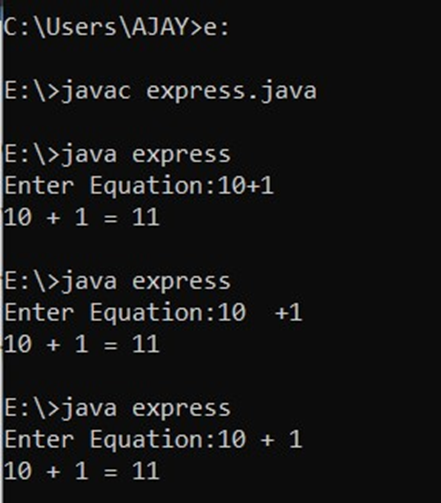 C:\Users\AJAY>e:
E:\>javac express.java
E:\>java express
Enter Equation:10+1
10 + 1 = 11
E:\>java express
Enter Equation:10  +1
10 + 1 = 11
E:\>java express
Enter Equation:10 + 1
10 + 1 = 11